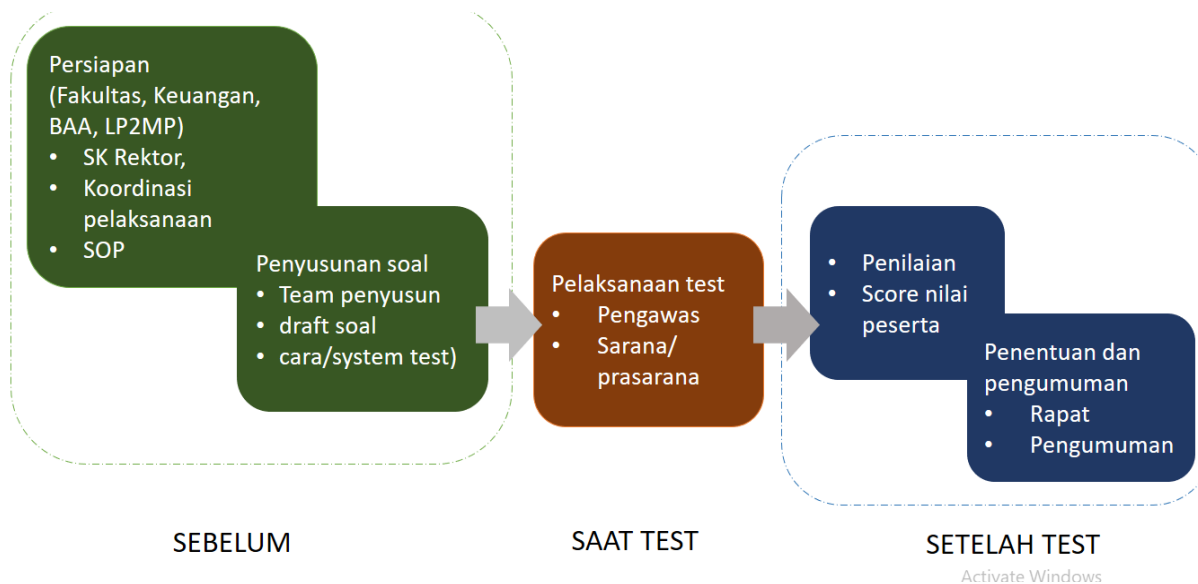 Persiapan
(Fakultas, Keuangan,
BAA, LP2MP)
• SK Rektor,
• Koordinasi
pelaksanaan
• SOP
Penyusunan soal
• Team penyusun
• draft soal
• cara/system test)
Pelaksanaan test
• Pengawas
• Sarana/
prasarana
• Penilaian
• Score nilai
peserta
Penentuan dan
pengumuman
• Rapat
• Pengumuman
SEBELUM
SAAT TEST
SETELAH TEST
Activate Windows